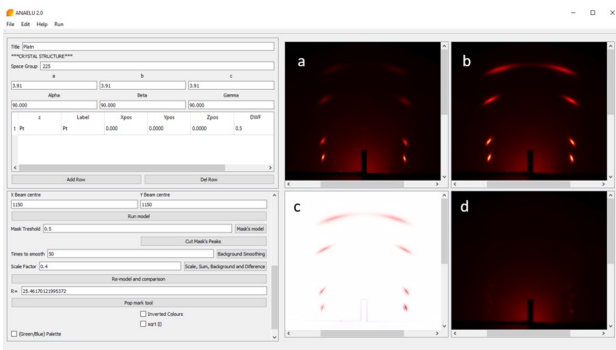 ANAELU 2.0
File Edit Help Run
Title Platn
***CRYSTAL STRUCTURE***
Space Group 225
a b c
3.91 3.91 3.91
Alpha Beta Gamma
90.000 90.000 90.000
z Label Xpos Ypos Zpos DWF
1 Pt Pt 0.000 0.0000 0.0000 0.5
Add Row Del Row
X Beam centre Y Beam centre
1150 1150
Run model
Mask Treshold 0.5 Mask's model
Cut Mask's Peaks
Times to smooth 50 Background Smoothing
Scale Factor 0.4 Scale, Sum, Background and Diference
Re-model and comparison
R= 25.46170121895372
Pop mark tool
Inverted Colours
sqrt (i)
(Green/Blue) Palette
a
b
c
d